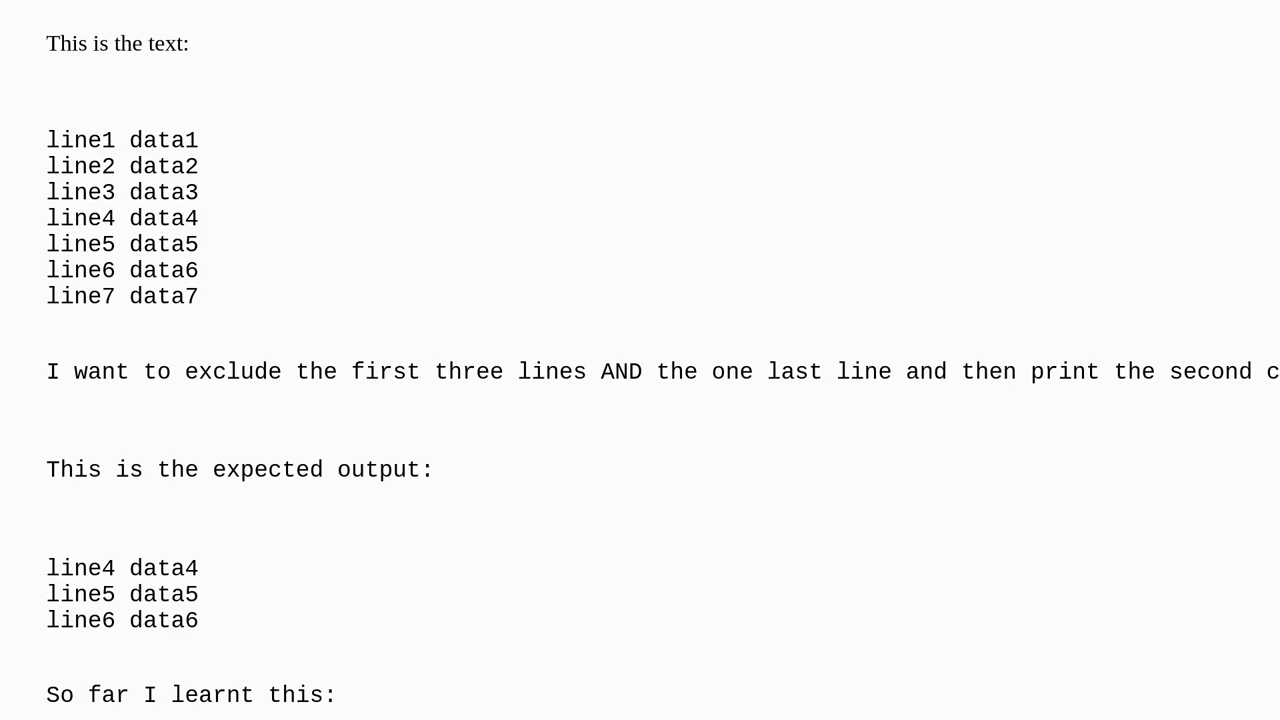 This is the text:
line1 data1
line2 data2
line3 data3
line4 data4
line5 data5
line6 data6
line7 data7
I want to exclude the first three lines AND the one last line and then print the second
This is the expected output:
line4 data4
line5 data5
line6 data6
So far I learnt this: